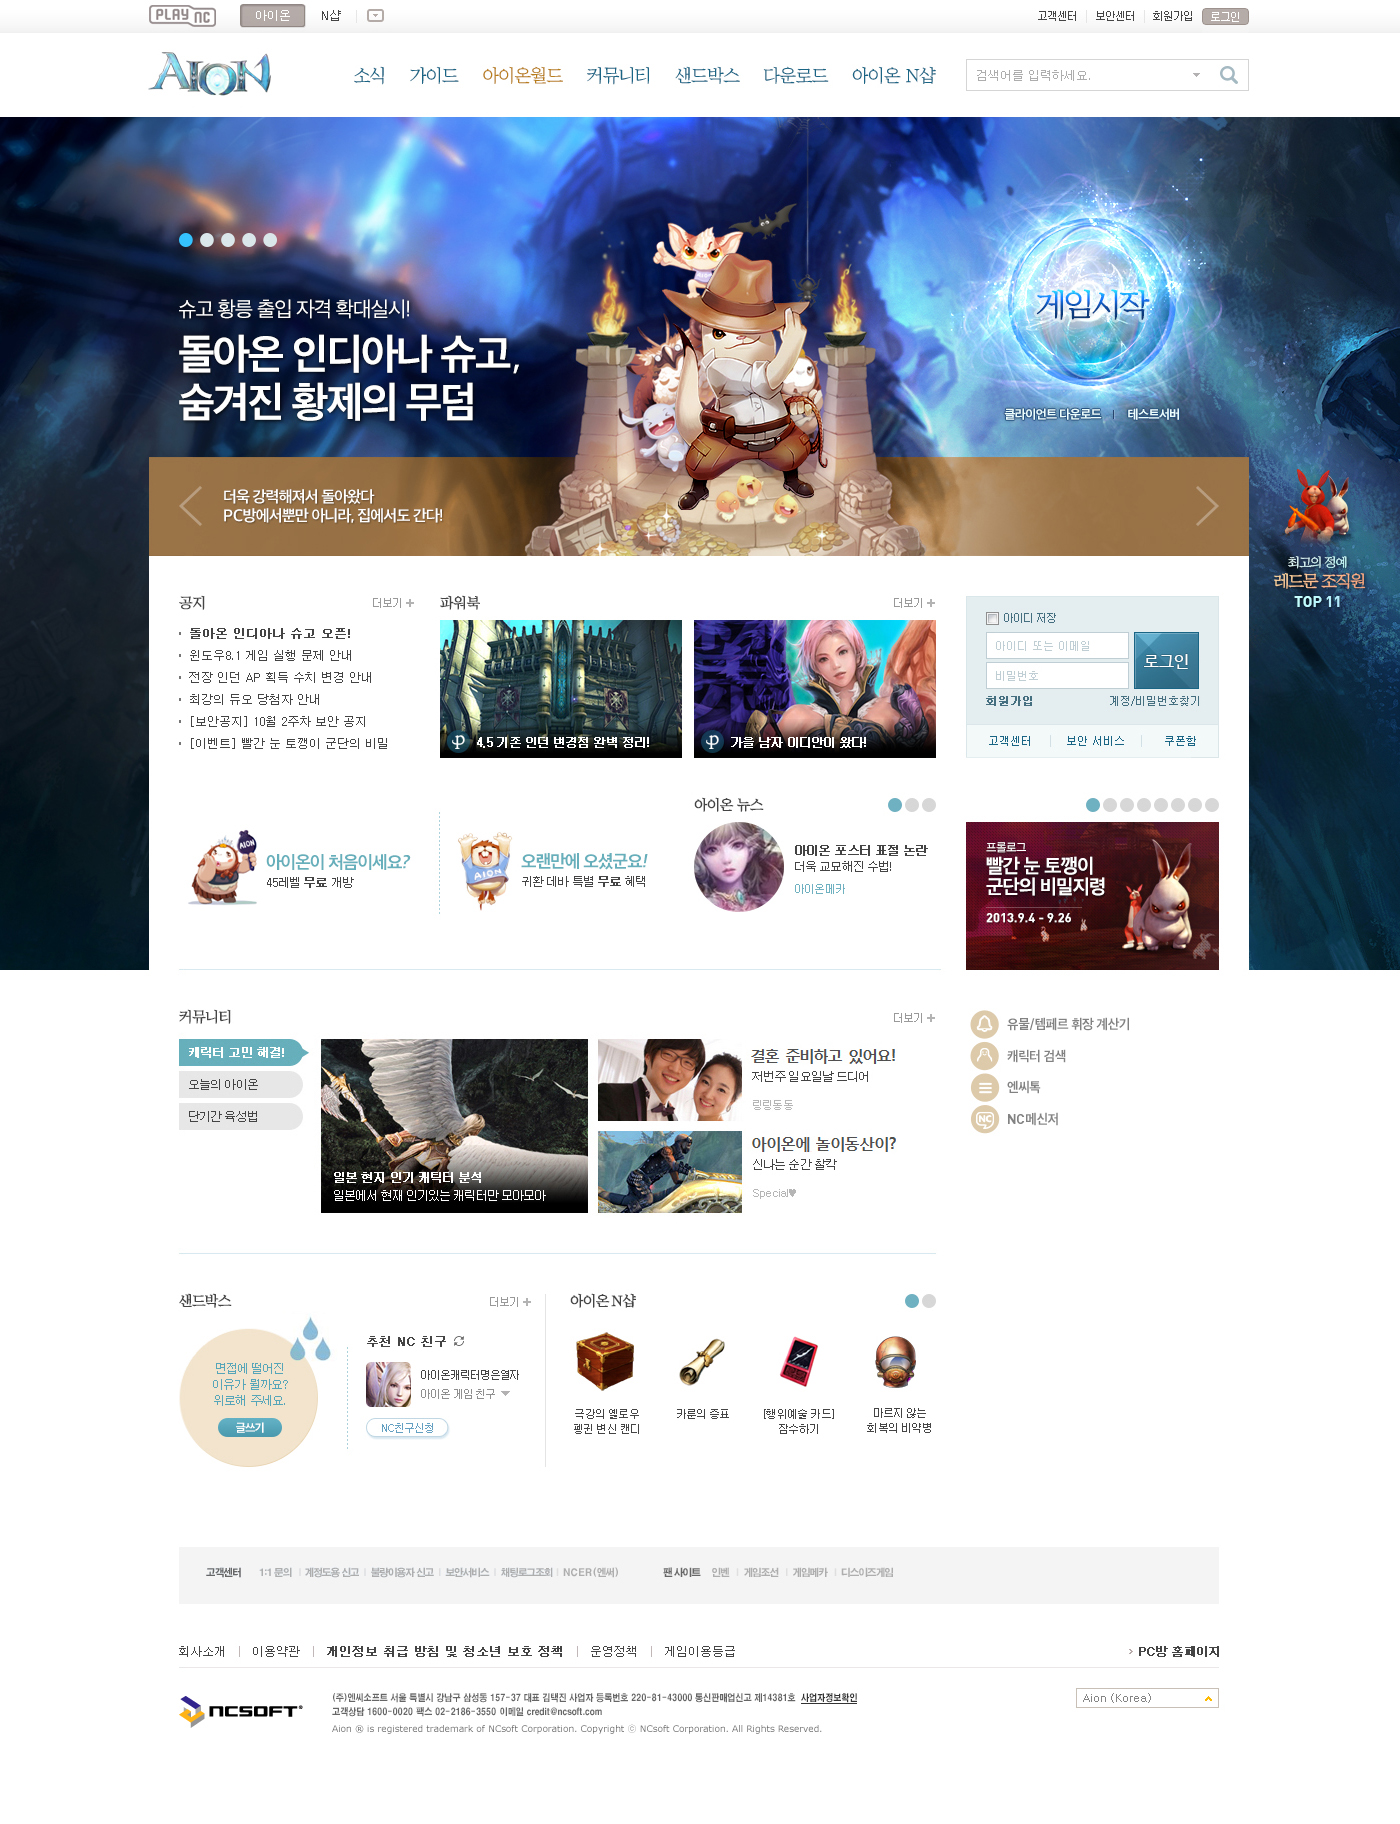 PLAY NC
아이온
N샵
고객센터
보안센터
회원가입
로그인
AION
소식
가이드
아이온월드
커뮤니티
샌드박스
다운로드
아이온 N샵
검색어를 입력하세요.
슈고 황릉 출입 자격 확대실시!
돌아온 인디아나 슈고,
숨겨진 황제의 무덤
게임시작
클라이언트 다운로드
테스트서버
더욱 강력해져서 돌아왔다
PC방에서뿐만 아니라, 집에서도 간다!
최고의 정예
레드문 조직원
TOP 11
공지
더보기 +
돌아온 인디아나 슈고 오픈!
윈도우8.1 게임 실행 문제 안내
전장 인던 AP 획득 수치 변경 안내
최강의 듀오 당첨자 안내
[보안공지] 10월 2주차 보안 공지
[이벤트] 빨간 눈 토깽이 군단의 비밀
파워북
더보기 +
4.5 기존 인던 변경점 완벽 정리!
가을 남자 이디안이 왔다!
아이디 저장
아이디 또는 이메일
비밀번호
로그인
회원가입
계정/비밀번호찾기
고객센터
보안 서비스
쿠폰함
AION
아이온이 처음이세요?
45레벨 무료 개방
AION
오랜만에 오셨군요!
귀환 데바 특별 무료 혜택
아이온 뉴스
아이온 포스터 표절 논란
더욱 교묘해진 수법!
아이온메카
프롤로그
빨간 눈 토깽이
군단의 비밀지령
2013.9.4 - 9.26
커뮤니티
더보기 +
캐릭터 고민 해결!
오늘의 아이온
단기간 육성법
일본 현지 인기 캐릭터 분석
일본에서 현재 인기있는 캐릭터만 모아모아
결혼 준비하고 있어요!
저번주 일요일날 드디어
링링동동
아이온에 놀이동산이?
신나는 순간 찰칵
Special♥
유물/템페르 휘장 계산기
캐릭터 검색
엔씨톡
NC메신저
샌드박스
더보기 +
면접에 떨어진
이유가 뭘까요?
위로해 주세요.
글쓰기
추천 NC 친구
아이온캐릭터명은열자
아이온 게임 친구
NC친구신청
아이온 N샵
극강의 옐로우
펭귄 변신 캔디
카룬의 증표
[행위예술 카드]
잠수하기
마르지 않는
회복의 비약병
고객센터
1:1 문의
계정도용 신고
불량이용자 신고
보안서비스
채팅로그조회
NCER(엔써)
팬 사이트
인벤
게임조선
게임메카
디스이즈게임
회사소개
이용약관
개인정보 취급 방침 및 청소년 보호 정책
운영정책
게임이용등급
PC방 홈페이지
NCSOFT
(주)엔씨소프트 서울 특별시 강남구 삼성동 157-37 대표 김택진 사업자 등록번호 220-81-43000 통신판매업신고 제14381호 사업자정보확인
고객상담 1600-0020 팩스 02-2186-3550 이메일 credit@ncsoft.com
Aion ® is registered trademark of NCsoft Corporation. Copyright © NCsoft Corporation. All Rights Reserved.
Aion (Korea)